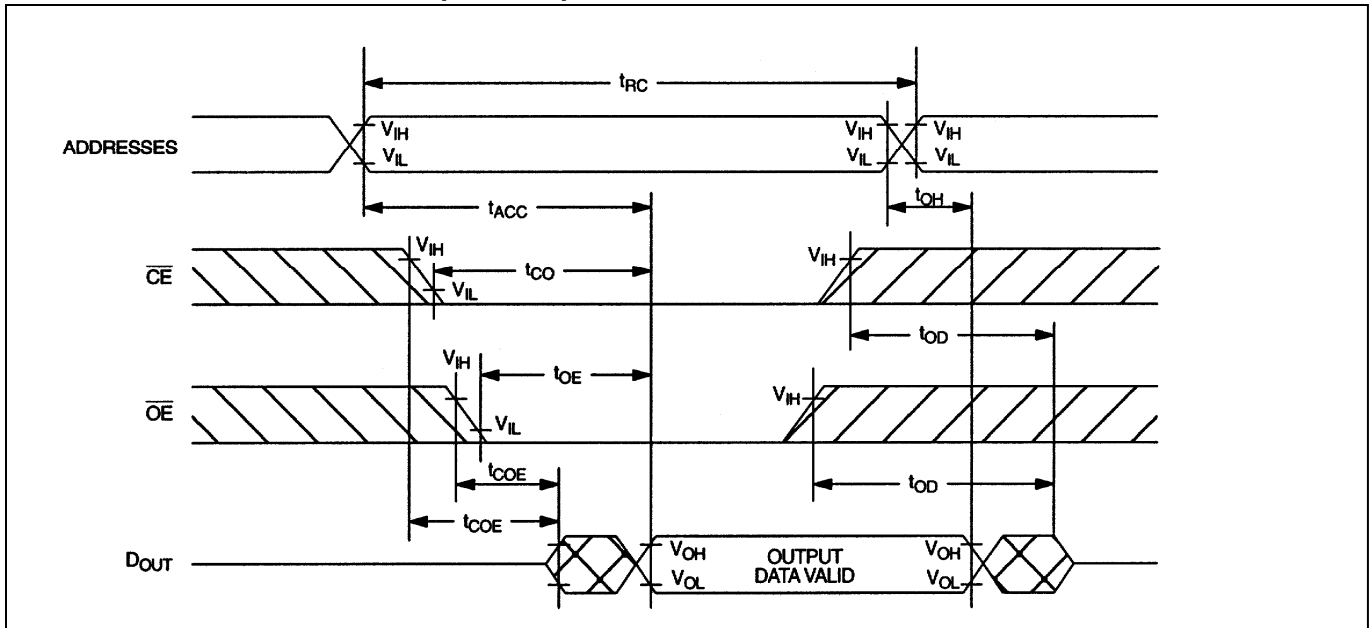 tRC
ADDRESSES
VIH
VIL
VIH
VIL
VIH
VIL
tACC
tOH
CE
VIH
VIL
tCO
VIH
tOD
OE
VIH
VIL
tOE
VIH
tCOE
tOD
tCOE
DOUT
VOH
VOL
OUTPUT
DATA VALID
VOH
VOL